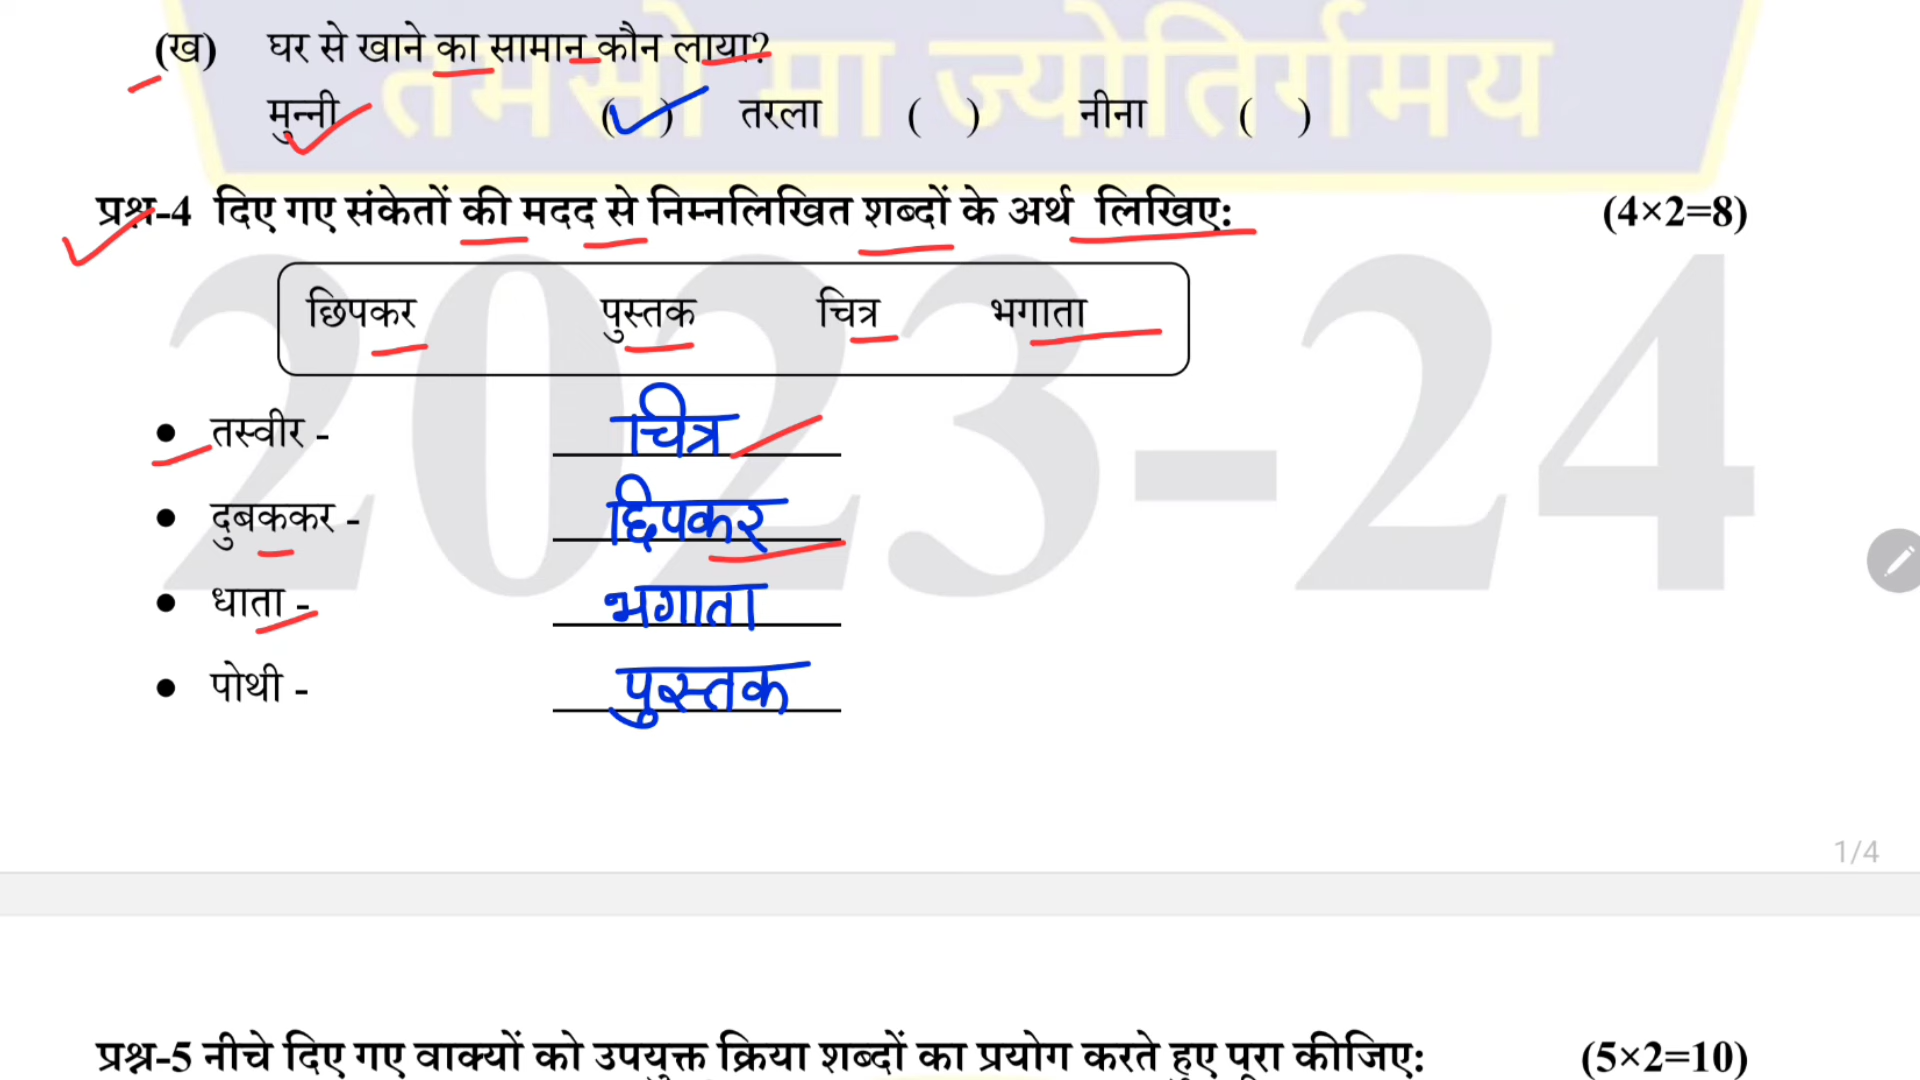 (ख) घर से खाने का सामान कौन लाया?
मुन्नी (✓) तरला ( ) नीना ( )
तमसो मा ज्योतिर्गमय
प्रश्न-4 दिए गए संकेतों की मदद से निम्नलिखित शब्दों के अर्थ लिखिए: (4×2=8)
छिपकर पुस्तक चित्र भगाता
2023-24
● तस्वीर - चित्र
● दुबककर - छिपकर
● धाता - भगाता
● पोथी - पुस्तक
1/4
प्रश्न-5 नीचे दिए गए वाक्यों को उपयुक्त क्रिया शब्दों का प्रयोग करते हुए पूरा कीजिए: (5×2=10)